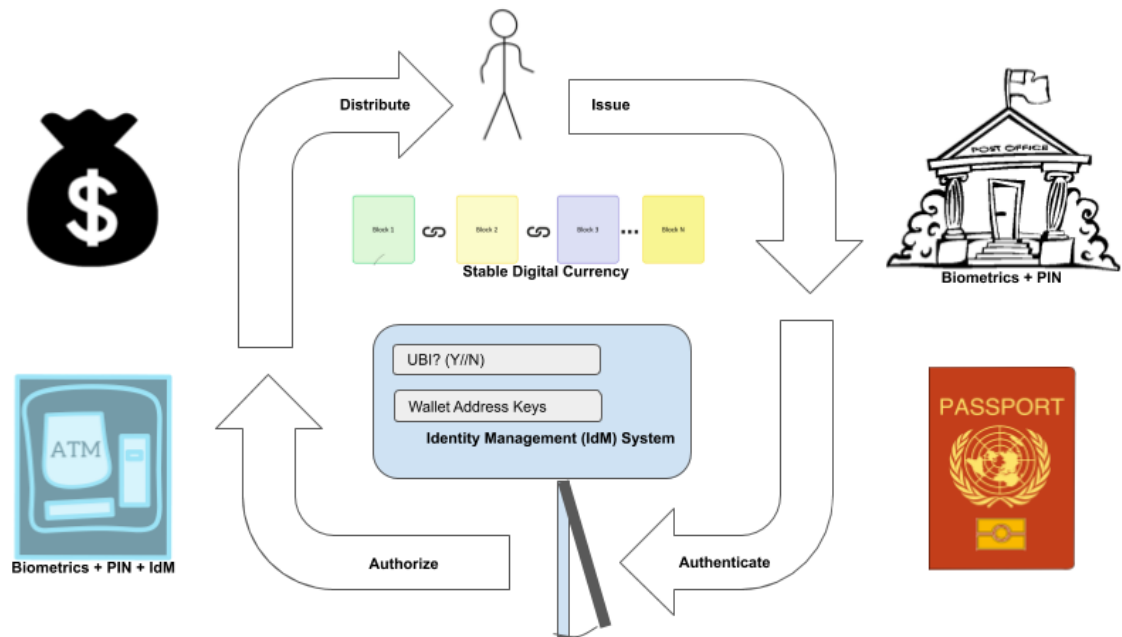 Distribute
Issue
$
POST OFFICE
Biometrics + PIN
Block 1
Block 2
Block 3
Block N
Stable Digital Currency
UBI? (Y//N)
Wallet Address Keys
Identity Management (IdM) System
PASSPORT
ATM
Biometrics + PIN + IdM
Authorize
Authenticate